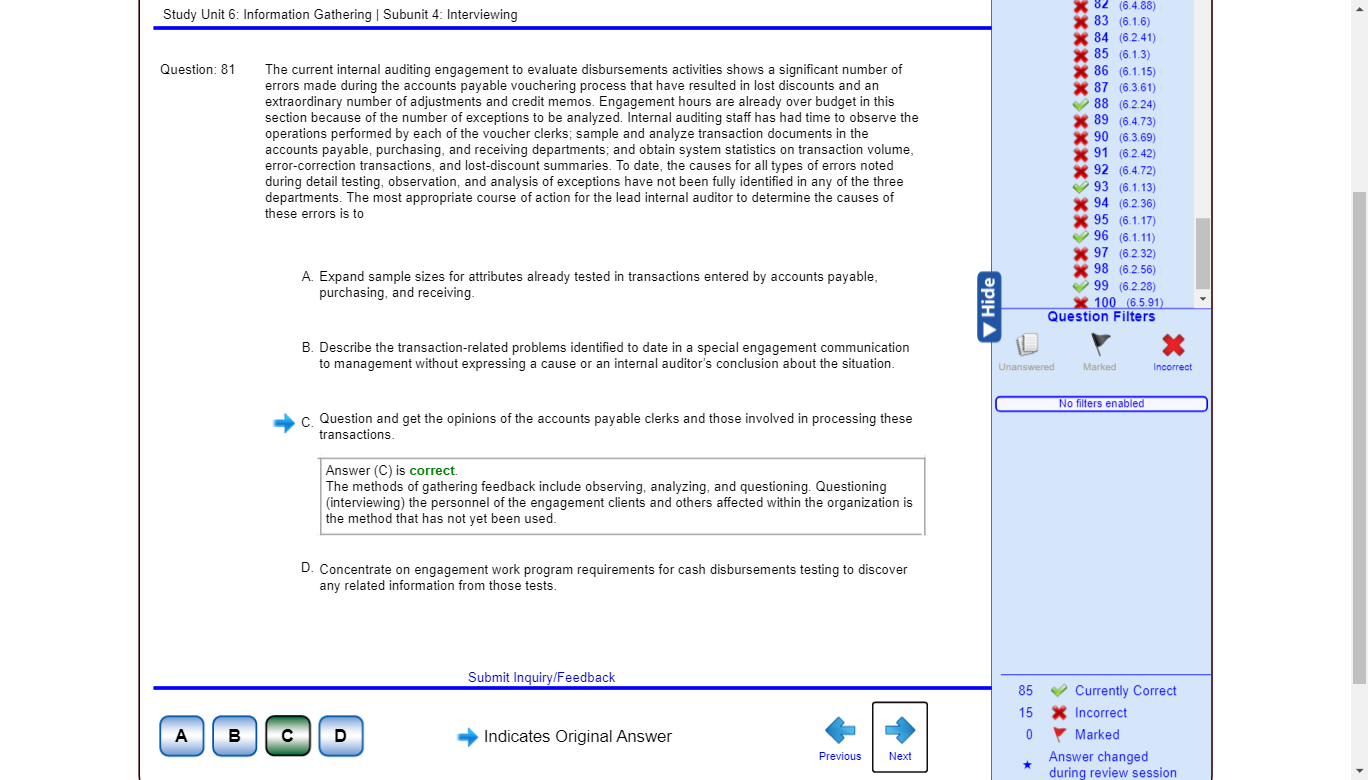 Study Unit 6: Information Gathering | Subunit 4: Interviewing
Question: 81
The current internal auditing engagement to evaluate disbursements activities shows a significant number of
errors made during the accounts payable vouchering process that have resulted in lost discounts and an
extraordinary number of adjustments and credit memos. Engagement hours are already over budget in this
section because of the number of exceptions to be analyzed. Internal auditing staff has had time to observe the
operations performed by each of the voucher clerks; sample and analyze transaction documents in the
accounts payable, purchasing, and receiving departments; and obtain system statistics on transaction volume,
error-correction transactions, and lost-discount summaries. To date, the causes for all types of errors noted
during detail testing, observation, and analysis of exceptions have not been fully identified in any of the three
departments. The most appropriate course of action for the lead internal auditor to determine the causes of
these errors is to
A. Expand sample sizes for attributes already tested in transactions entered by accounts payable,
purchasing, and receiving.
B. Describe the transaction-related problems identified to date in a special engagement communication
to management without expressing a cause or an internal auditor's conclusion about the situation.
C. Question and get the opinions of the accounts payable clerks and those involved in processing these
transactions.
Answer (C) is correct.
The methods of gathering feedback include observing, analyzing, and questioning. Questioning
(interviewing) the personnel of the engagement clients and others affected within the organization is
the method that has not yet been used.
D. Concentrate on engagement work program requirements for cash disbursements testing to discover
any related information from those tests.
Submit Inquiry/Feedback
A B C D
Indicates Original Answer
Previous
Next
82 (6.4.88)
83 (6.1.6)
84 (6.2.41)
85 (6.1.3)
86 (6.1.15)
87 (6.3.61)
88 (6.2.24)
89 (6.4.73)
90 (6.3.69)
91 (6.2.42)
92 (6.4.72)
93 (6.1.13)
94 (6.2.36)
95 (6.1.17)
96 (6.1.11)
97 (6.2.32)
98 (6.2.56)
99 (6.2.28)
100 (6.5.91)
Hide
Question Filters
Unanswered Marked Incorrect
No filters enabled
85 Currently Correct
15 Incorrect
0 Marked
Answer changed
during review session